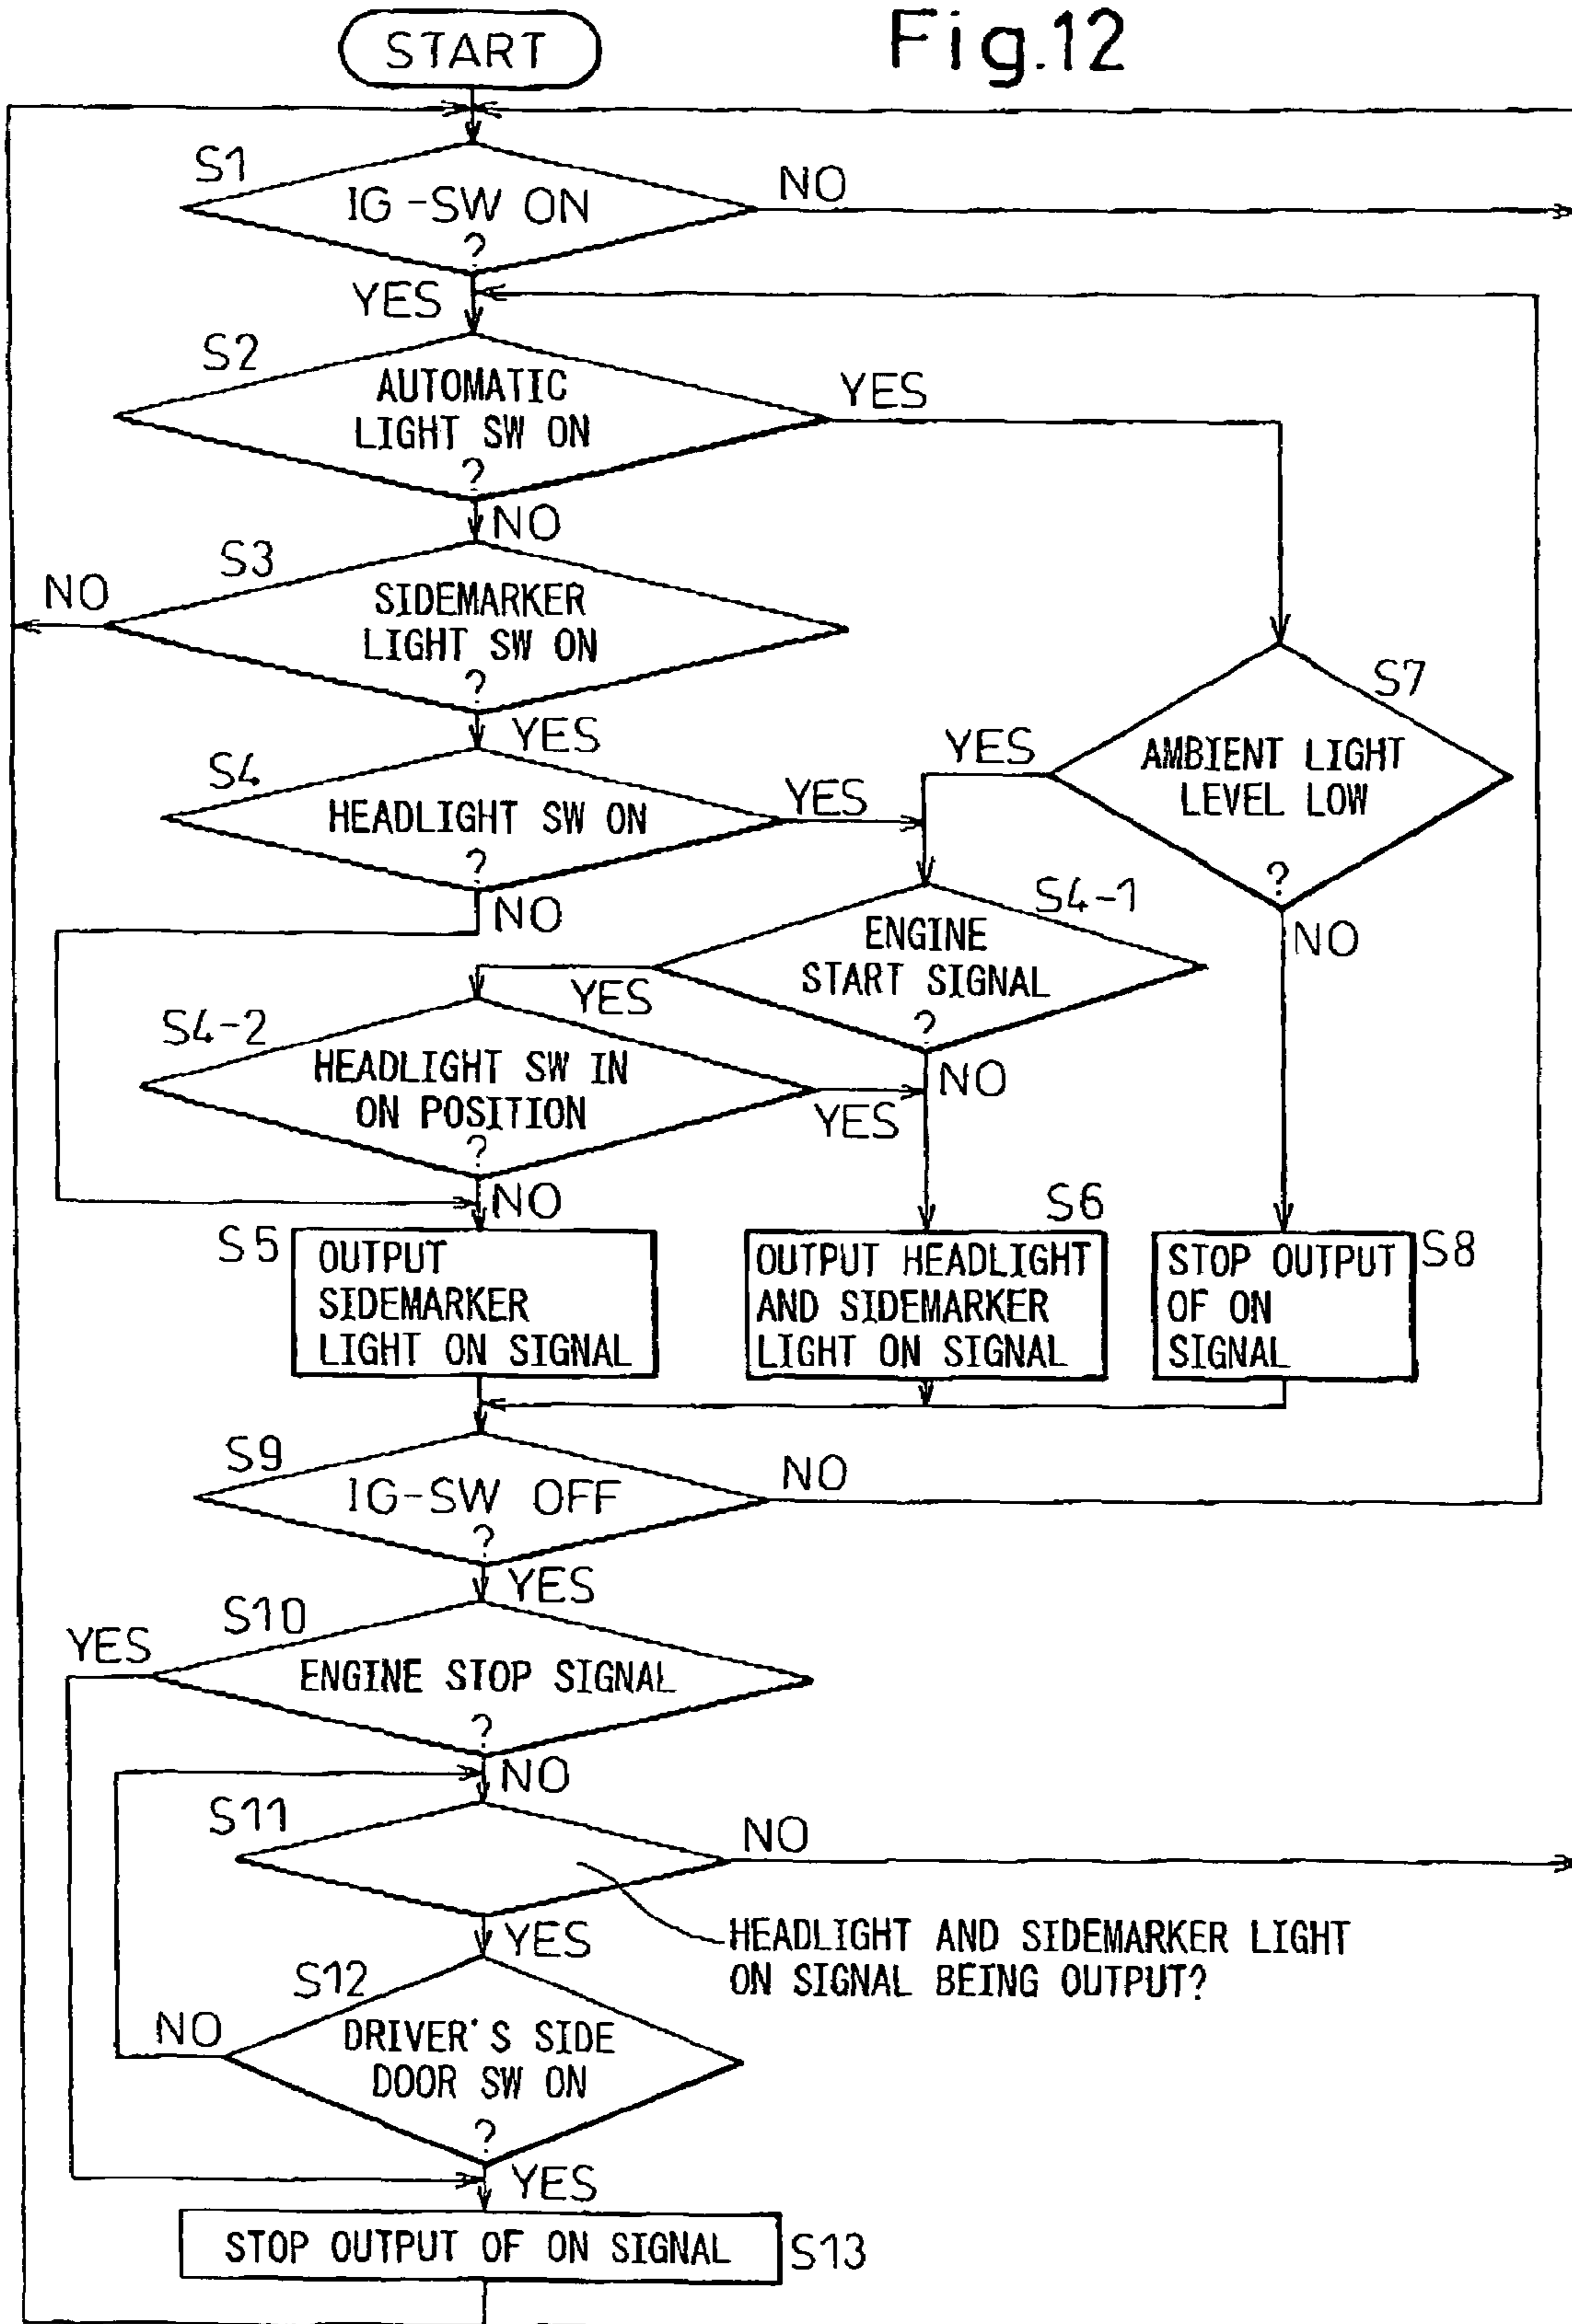 Fig.12
START
S1
IG-SW ON
?
NO
YES
S2
AUTOMATIC
LIGHT SW ON
?
YES
NO
S3
NO
SIDEMARKER
LIGHT SW ON
?
YES
S4
HEADLIGHT SW ON
?
YES
NO
S7
YES
AMBIENT LIGHT
LEVEL LOW
?
NO
S4-1
ENGINE
START SIGNAL
?
YES
NO
S4-2
HEADLIGHT SW IN
ON POSITION
?
YES
NO
S5
OUTPUT
SIDEMARKER
LIGHT ON SIGNAL
S6
OUTPUT HEADLIGHT
AND SIDEMARKER
LIGHT ON SIGNAL
S8
STOP OUTPUT
OF ON
SIGNAL
S9
IG-SW OFF
?
NO
YES
S10
YES
ENGINE STOP SIGNAL
?
NO
S11
NO
YES
HEADLIGHT AND SIDEMARKER LIGHT
ON SIGNAL BEING OUTPUT?
S12
NO
DRIVER'S SIDE
DOOR SW ON
?
YES
STOP OUTPUT OF ON SIGNAL
S13